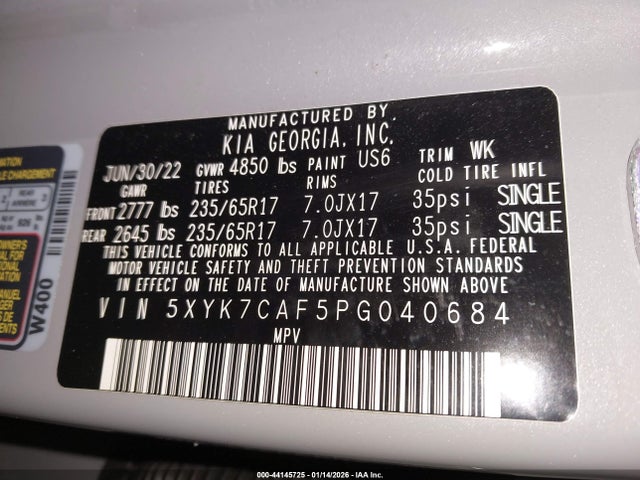 MANUFACTURED BY.
KIA GEORGIA, INC.
JUN/30/22 GVWR 4850 lbs PAINT US6 TRIM WK
GAWR TIRES RIMS COLD TIRE INFL
FRONT 2777 lbs 235/65R17 7.0JX17 35psi SINGLE
REAR 2645 lbs 235/65R17 7.0JX17 35psi SINGLE
THIS VEHICLE CONFORMS TO ALL APPLICABLE U.S.A. FEDERAL
MOTOR VEHICLE SAFETY AND THEFT PREVENTION STANDARDS
IN EFFECT ON THE DATE OF MANUFACTURE SHOWN ABOVE.
VIN 5XYK7CAF5PG040684
MPV
W400
000-44145725 - 01/14/2026 - IAA Inc.